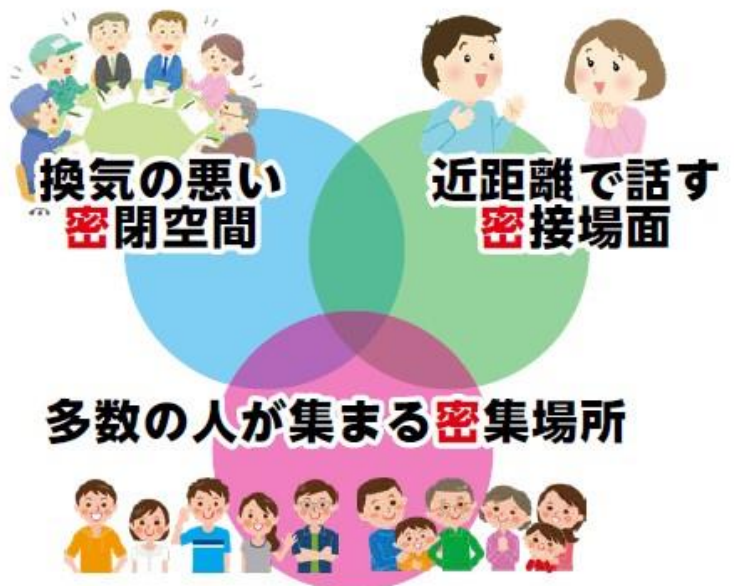 換気の悪い
密閉空間
近距離で話す
密接場面
多数の人が集まる密集場所